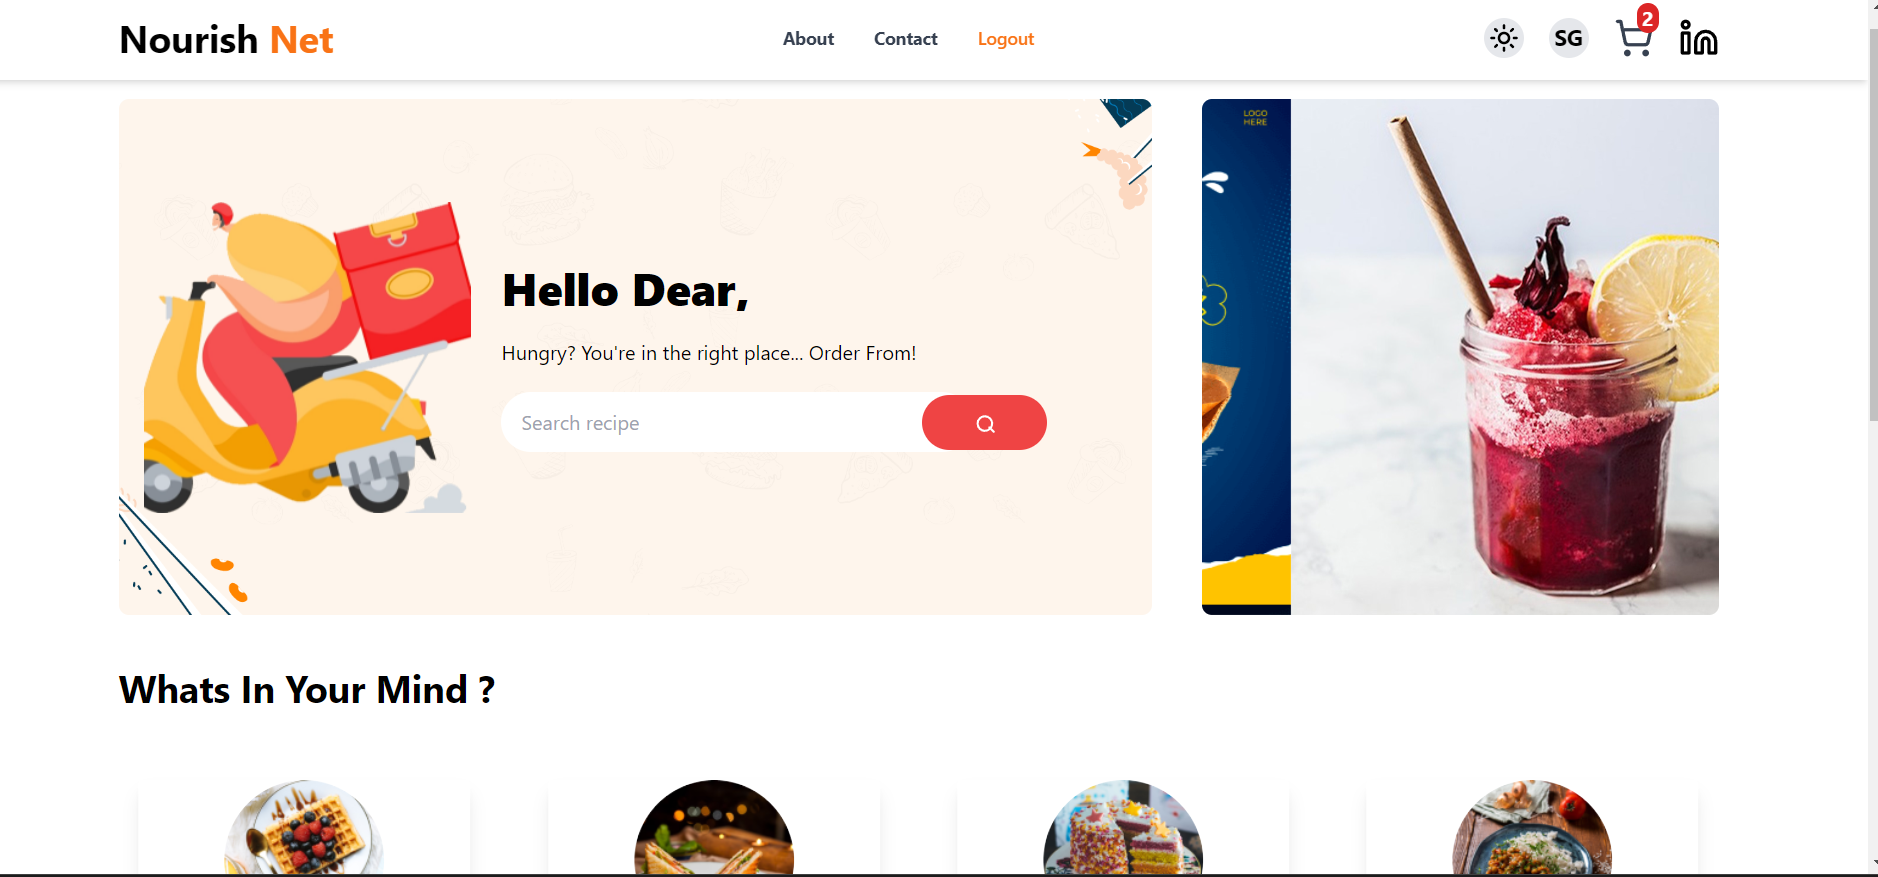 Nourish Net
About
Contact
Logout
SG
2
LOGO
HERE
Hello Dear,
Hungry? You're in the right place... Order From!
Search recipe
Whats In Your Mind ?